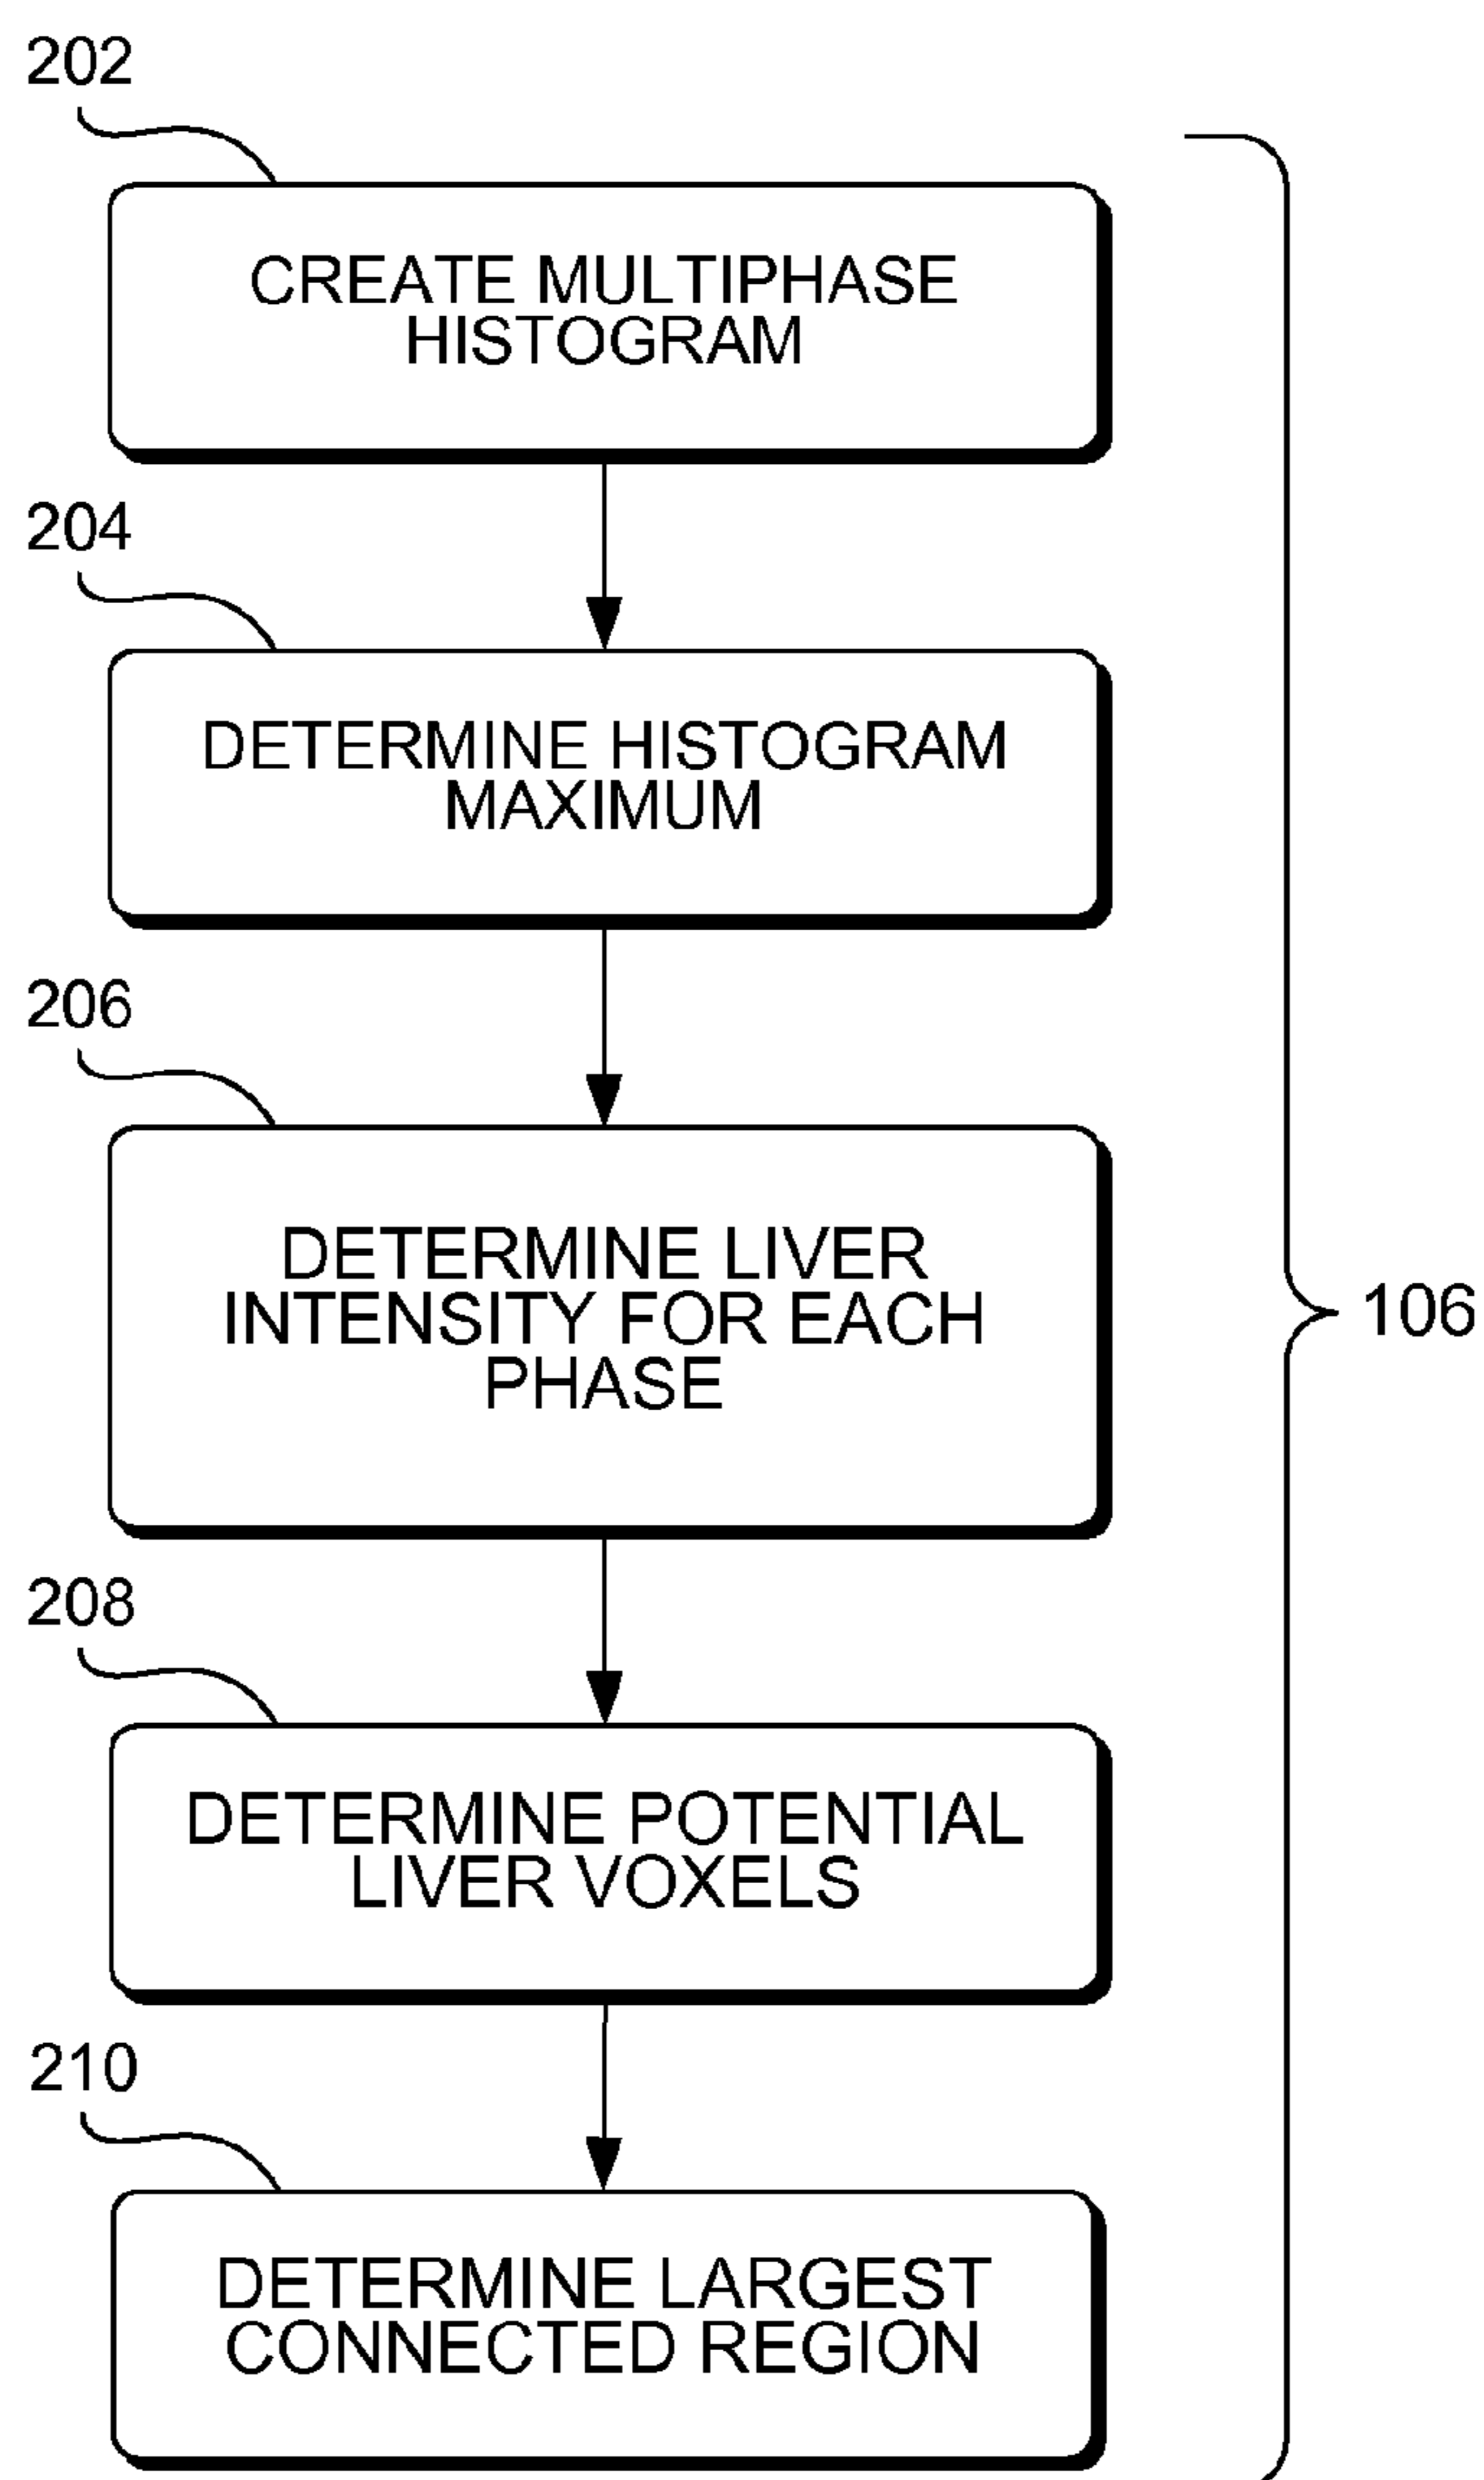 202
CREATE MULTIPHASE
HISTOGRAM
204
DETERMINE HISTOGRAM
MAXIMUM
206
DETERMINE LIVER
INTENSITY FOR EACH
PHASE
106
208
DETERMINE POTENTIAL
LIVER VOXELS
210
DETERMINE LARGEST
CONNECTED REGION